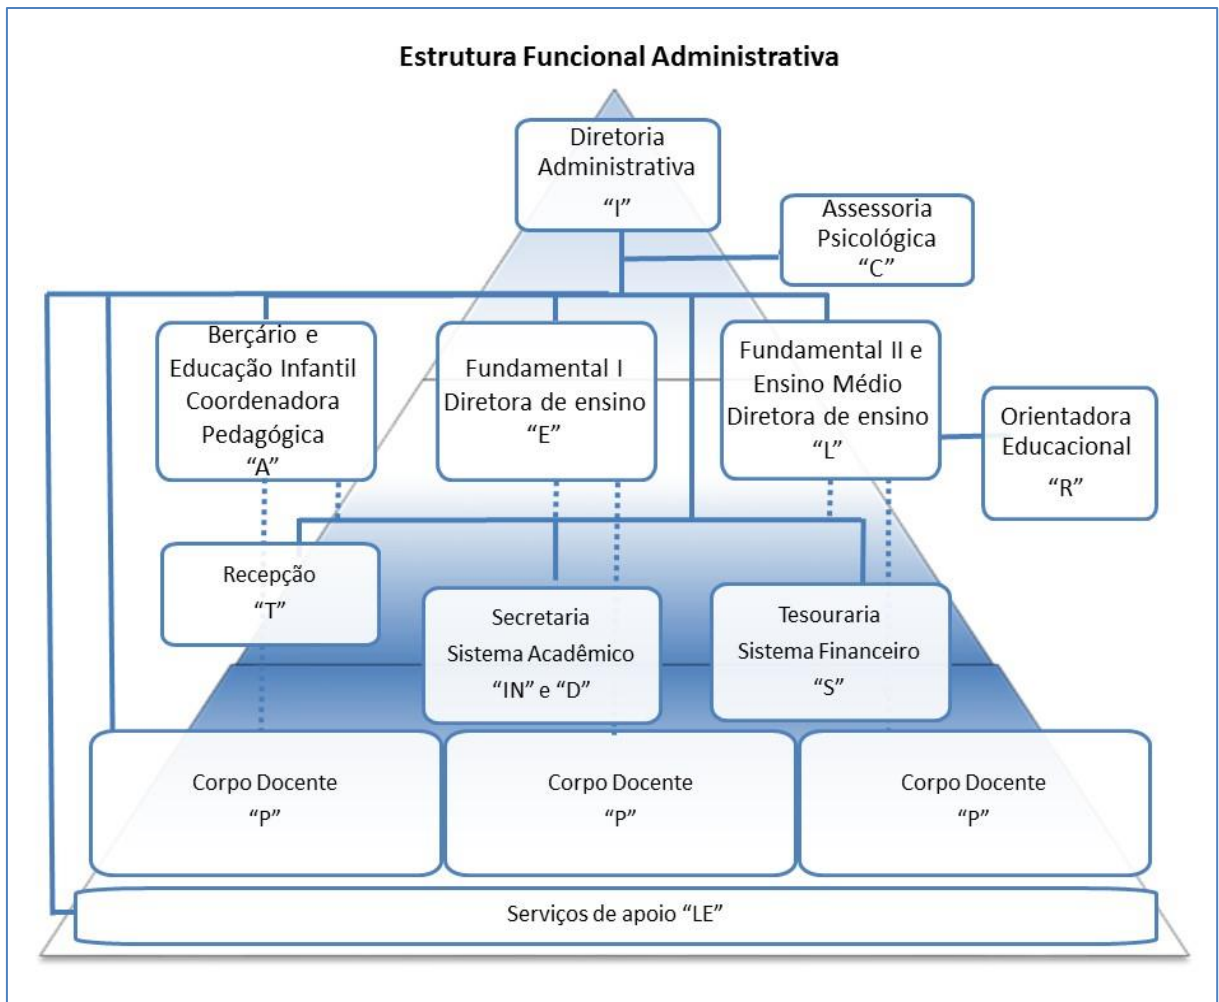 Estrutura Funcional Administrativa
Diretoria
Administrativa
“I”
Assessoria
Psicológica
“C”
Berçário e
Educação Infantil
Coordenadora
Pedagógica
“A”
Fundamental I
Diretora de ensino
“E”
Fundamental II e
Ensino Médio
Diretora de ensino
“L”
Orientadora
Educacional
“R”
Recepção
“T”
Secretaria
Sistema Acadêmico
“IN” e “D”
Tesouraria
Sistema Financeiro
“S”
Corpo Docente
“P”
Corpo Docente
“P”
Corpo Docente
“P”
Serviços de apoio “LE”